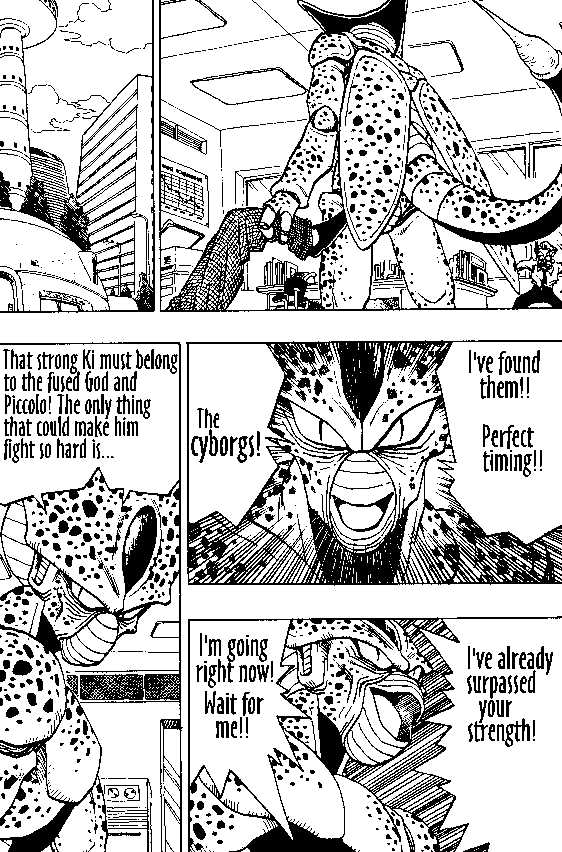 That strong Ki must belong
to the fused God and
Piccolo! The only thing
that could make him
fight so hard is...
The
cyborgs!
I've found
them!!
Perfect
timing!!
I'm going
right now!
Wait for
me!!
I've already
surpassed
your
strength!